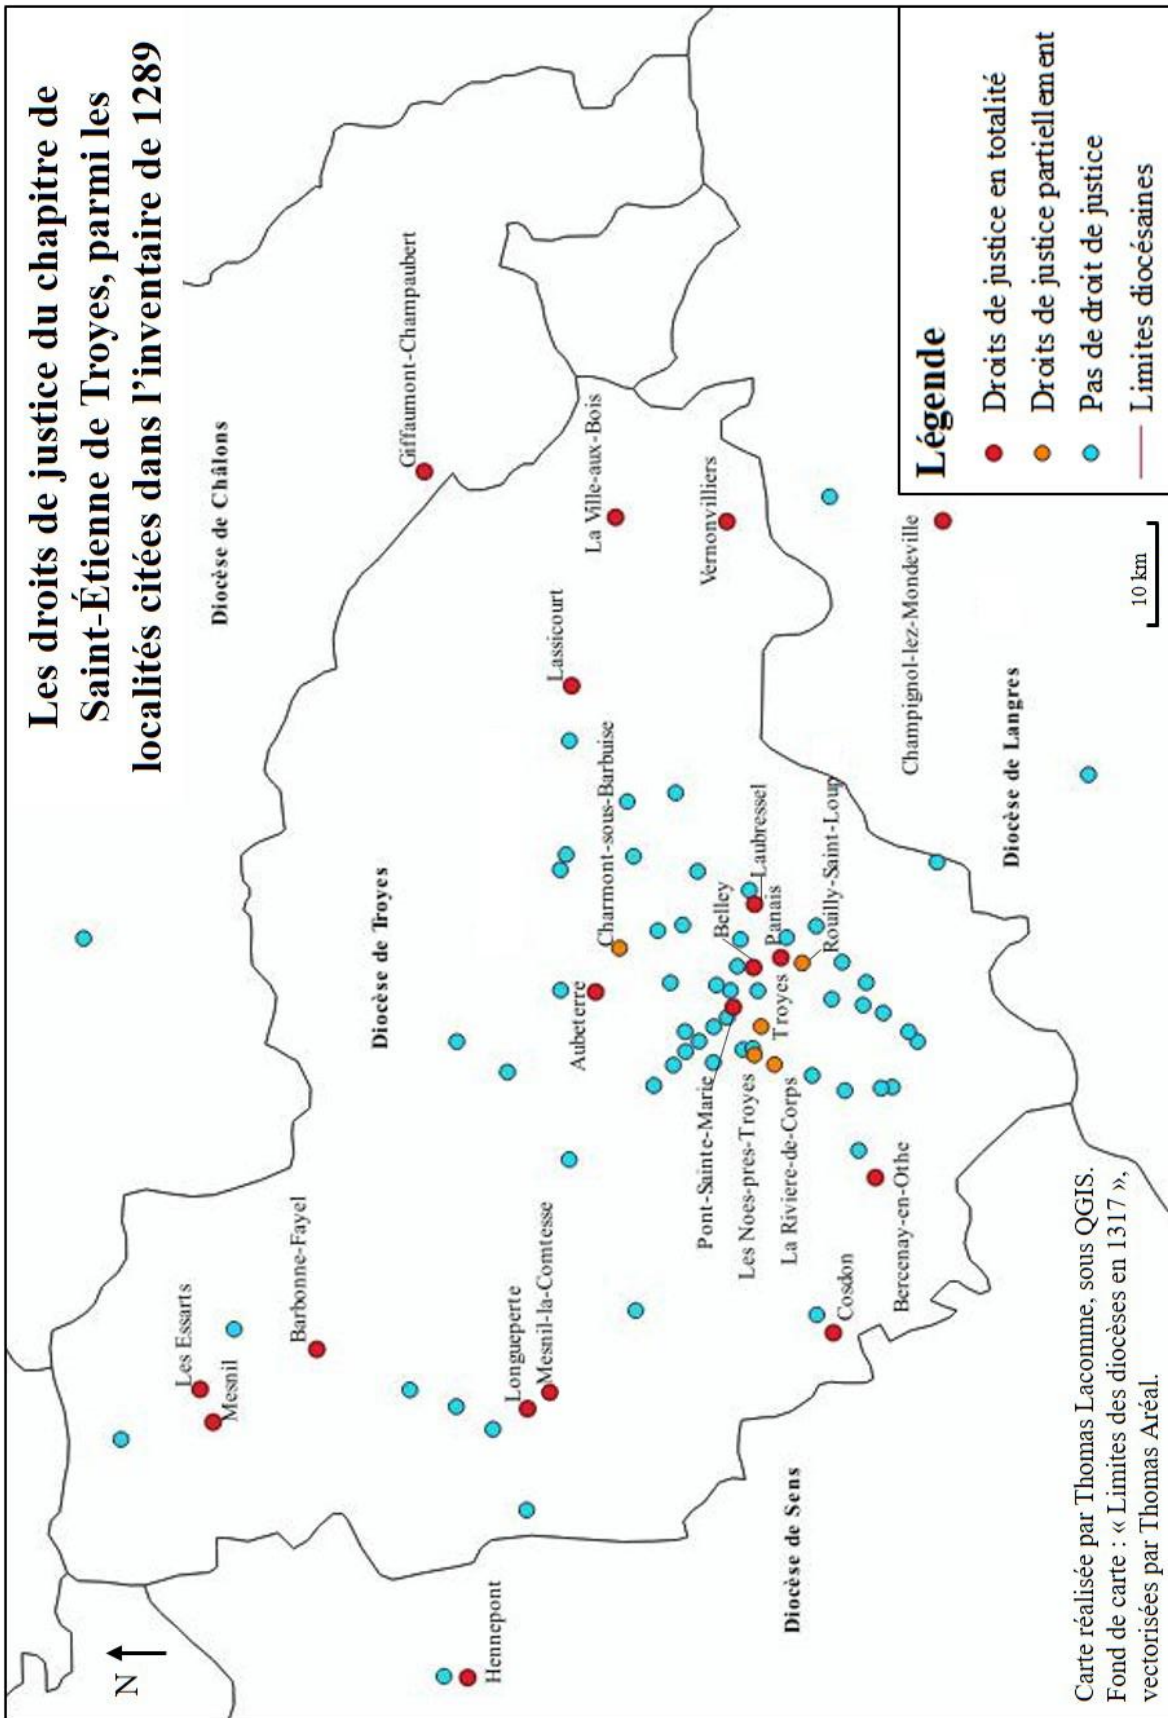 Les droits de justice du chapitre de
Saint-Étienne de Troyes, parmi les
localités citées dans l'inventaire de 1289
N
Diocèse de Châlons
Giffaumont-Champaubert
Les Essarts
Mesnil
Barbonne-Fayel
Diocèse de Troyes
Hennepont
Longueperte
Mesnil-la-Comtesse
Lassicourt
La Ville-aux-Bois
Aubeterre
Charmont-sous-Barbuise
Vernonvilliers
Pont-Sainte-Marie
Belley
Laubressel
Les Noes-pres-Troyes
Troyes
Panais
La Riviere-de-Corps
Rouilly-Saint-Loup
Diocèse de Sens
Cosdon
Bercenay-en-Othe
Champignol-lez-Mondeville
Diocèse de Langres
Légende
Droits de justice en totalité
Droits de justice partiellement
Pas de droit de justice
Limites diocésaines
10 km
Carte réalisée par Thomas Lacomme, sous QGIS.
Fond de carte : « Limites des diocèses en 1317 »,
vectorisées par Thomas Aréal.